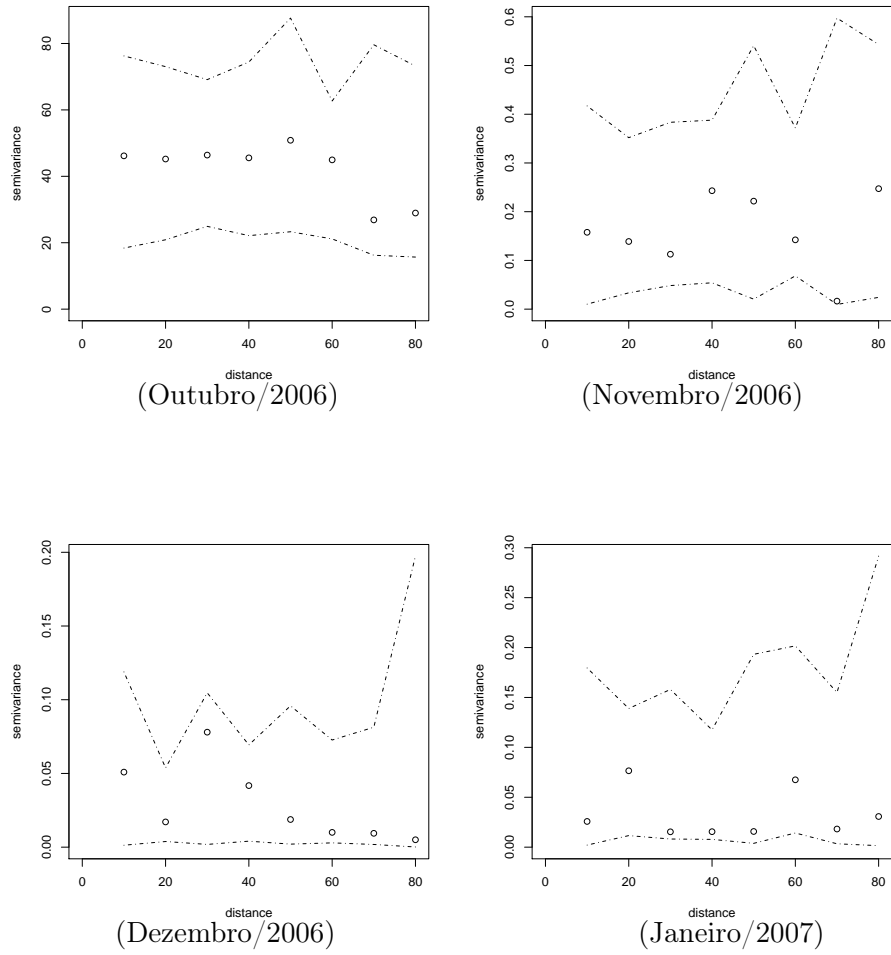 semivariance
0 20 40 60 80
0 20 40 60 80
distance
(Outubro/2006)
semivariance
0.0 0.1 0.2 0.3 0.4 0.5 0.6
0 20 40 60 80
distance
(Novembro/2006)
semivariance
0.00 0.05 0.10 0.15 0.20
0 20 40 60 80
distance
(Dezembro/2006)
semivariance
0.00 0.05 0.10 0.15 0.20 0.25 0.30
0 20 40 60 80
distance
(Janeiro/2007)